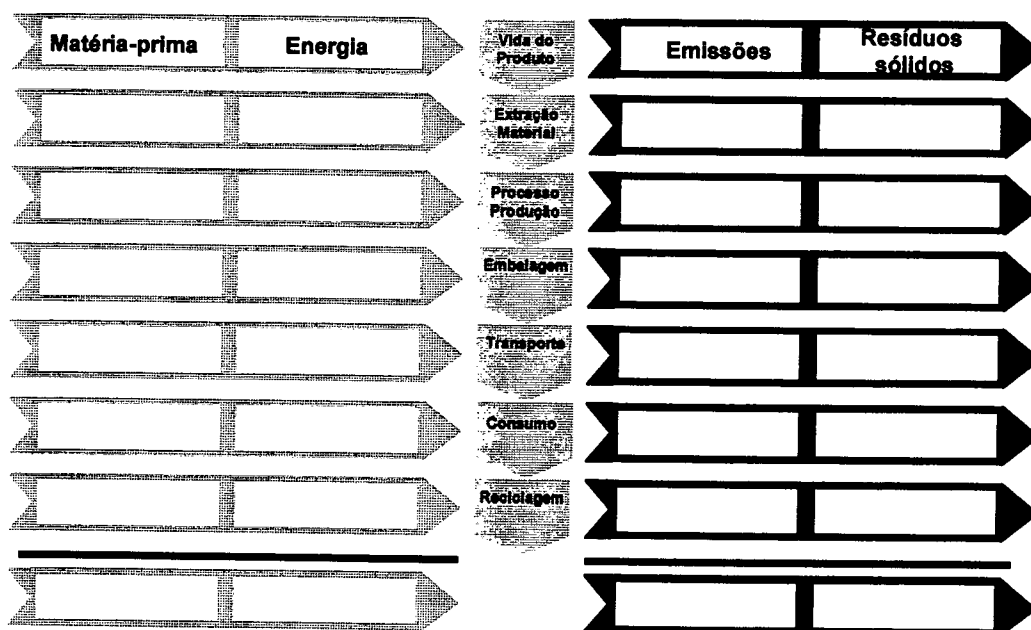 Matéria-prima
Energia
Vida do
Produto
Emissões
Resíduos
sólidos
Extração
Material
Processo
Produção
Embalagem
Transporte
Consumo
Reciclagem